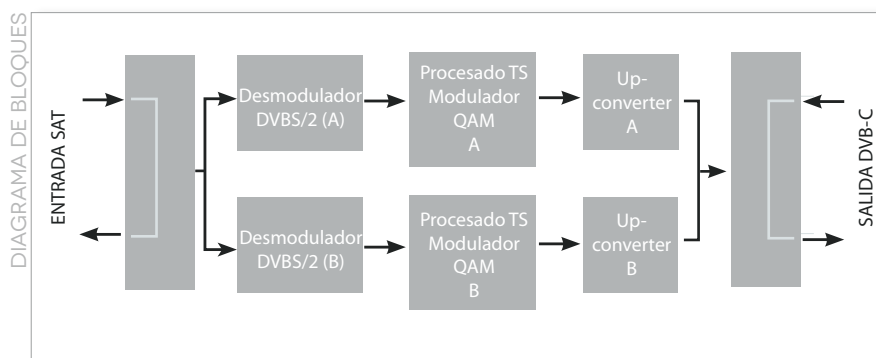 DIAGRAMA DE BLOQUES
ENTRADA SAT
Desmodulador
DVBS/2 (A)
Procesado TS
Modulador
QAM
A
Up-
converter
A
Desmodulador
DVBS/2 (B)
Procesado TS
Modulador
QAM
B
Up-
converter
B
SALIDA DVB-C